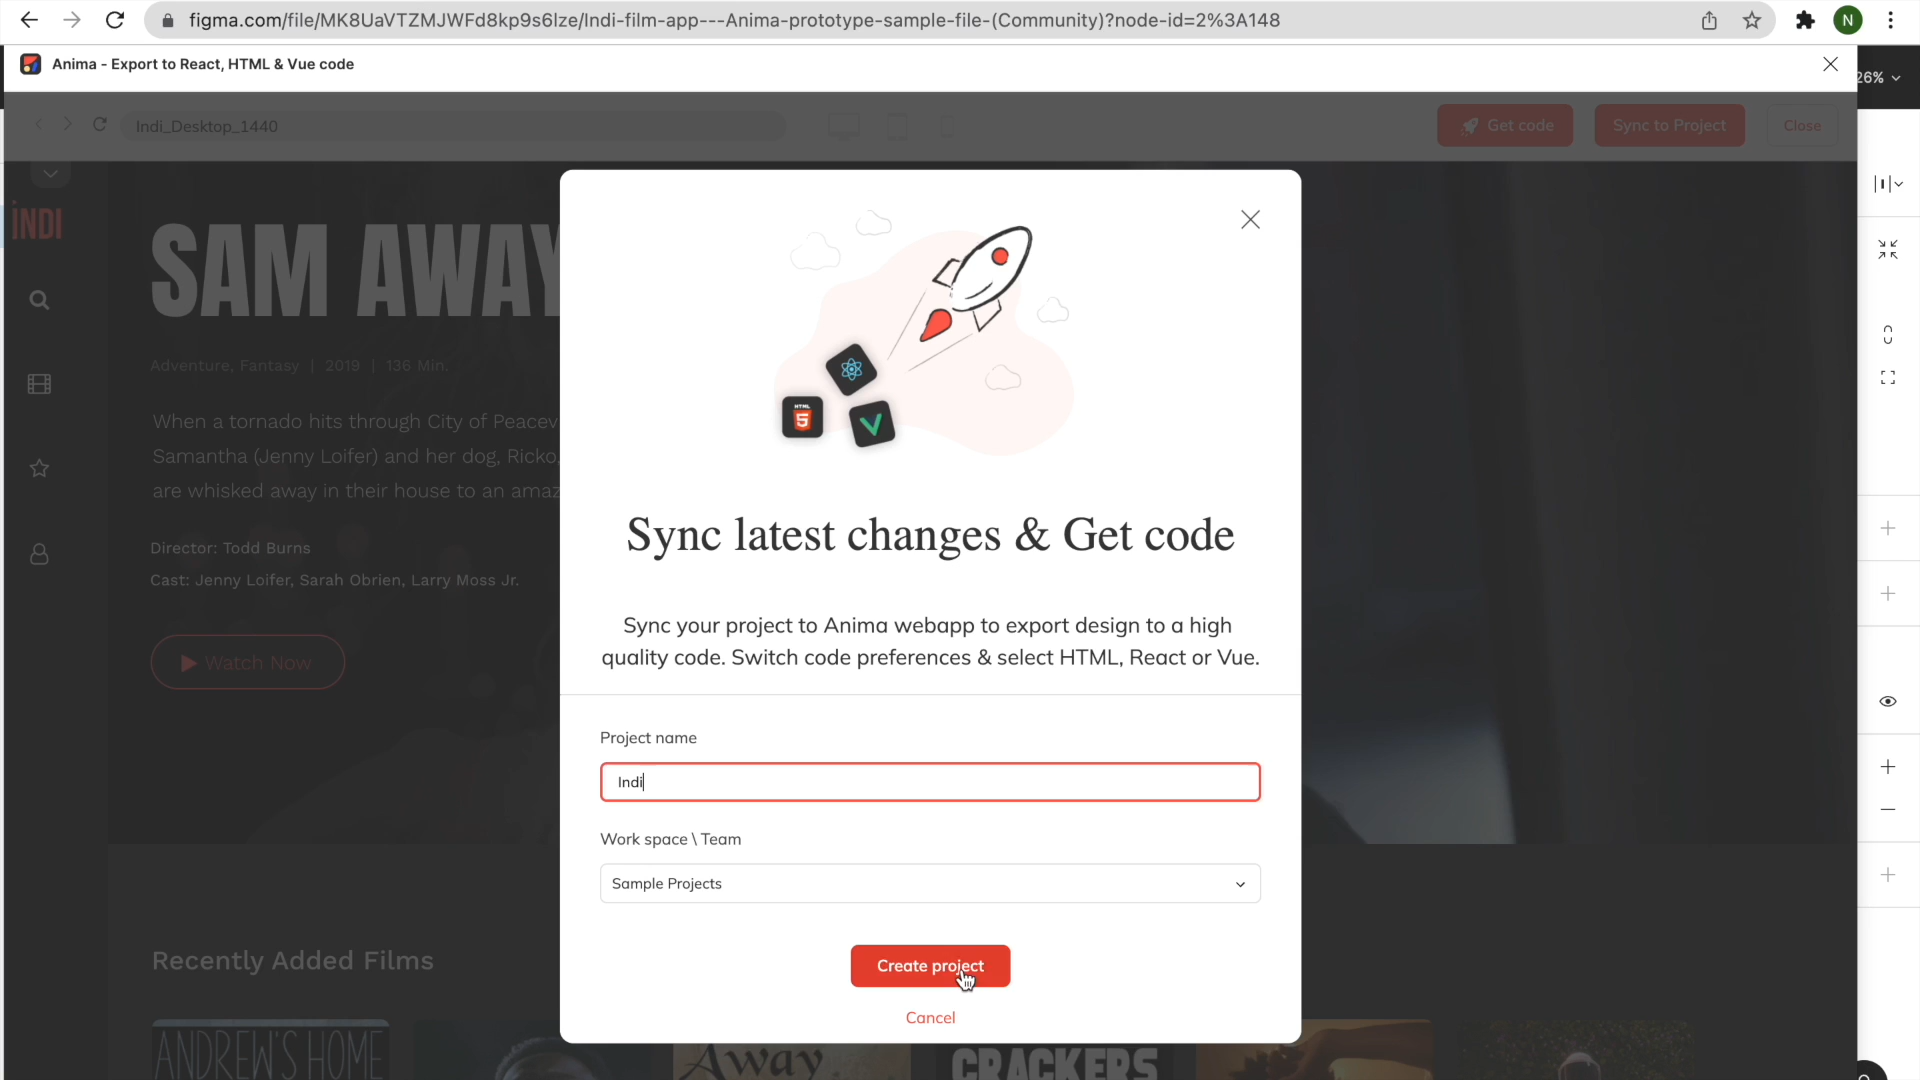 figma.com/file/MK8UaVTZMJWFd8kp9s6lze/Indi-film-app---Anima-prototype-sample-file-(Community)?node-id=2%3A148
N
Anima - Export to React, HTML & Vue code
26%
Indi_Desktop_1440
Get code
Sync to Project
Close
INDI
SAM AWAY
Adventure, Fantasy | 2019 | 136 Min.
When a tornado hits through City of Peacev
Samantha (Jenny Loifer) and her dog, Ricko,
are whisked away in their house to an amaz
Director: Todd Burns
Cast: Jenny Loifer, Sarah Obrien, Larry Moss Jr.
Watch Now
HTML
5
Sync latest changes & Get code
Sync your project to Anima webapp to export design to a high
quality code. Switch code preferences & select HTML, React or Vue.
Project name
Indi
Work space \ Team
Sample Projects
Create project
Cancel
Recently Added Films
ANDREW'S HOME
Away
CRACKERS